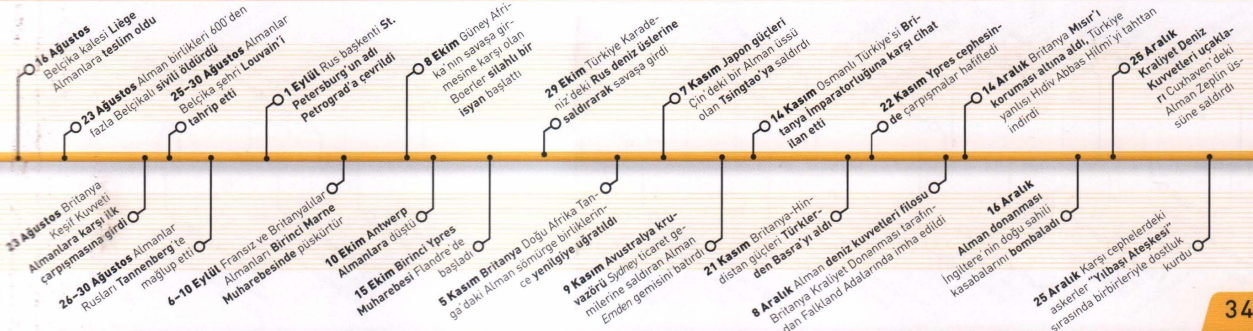 16 Ağustos
Belçika kalesi Liège
Almanlara teslim oldu
23 Ağustos Alman birlikleri 600'den
fazla Belçikalı sivili öldürdü
25-30 Ağustos Almanlar
Belçika şehri Louvain'i
tahrip etti
1 Eylül Rus başkenti St.
Petersburg'un adı
Petrograd'a çevrildi
8 Ekim Güney Afri-
ka'nın savaşa gir-
mesine karşı olan
Boerler silahlı bir
isyan başlattı
29 Ekim Türkiye Karade-
niz'deki Rus deniz üslerine
saldırarak savaşa girdi
7 Kasım Japon güçleri
Çin'deki bir Alman üssü
olan Tsingtao'ya saldırdı
14 Kasım Osmanlı Türkiye'si Bri-
tanya İmparatorluğuna karşı cihat
ilan etti
22 Kasım Ypres cephesin-
de çarpışmalar hafifledi
14 Aralık Britanya Mısır'ı
koruması altına adı, Türkiye
yanlısı Hıdiv Abbas Hilmi'yi tahttan
indirdi
25 Aralık
Kraliyet Deniz
Kuvvetleri uçakla-
rı Cuxhaven'deki
Alman Zeplin üs-
süne saldırdı
23 Ağustos Britanya
Keşif Kuvveti
Almanlara karşı ilk
çarpışmasına girdi
26-30 Ağustos Almanlar
Rusları Tannenberg'te
mağlup etti
6-10 Eylül Fransız ve Britanyalılar
Almanları Birinci Marne
Muharebesinde püskürtür
10 Ekim Antwerp
Almanlara düştü
15 Ekim Birinci Ypres
Muharebesi Flandre'de
başladı
5 Kasım Britanya Doğu Afrika Tan-
ga'daki Alman sömürge birliklerin-
ce yenilgiye uğratıldı
9 Kasım Avustralya kru-
vazörü Sydney ticaret ge-
milerine saldıran Alman
Emden gemisini batırdı
21 Kasım Britanya-Hin-
distan güçleri Türkler-
den Basra'yı aldı
8 Aralık Alman deniz kuvvetleri filosu
Britanya Kraliyet Donanması tarafın-
dan Falkland Adalarında imha edildi
16 Aralık
Alman donanması
İngiltere'nin doğu sahili
kasabalarını bombaladı
25 Aralık Karşı cephelerdeki
askerler "Yılbaşı Ateşkesi"
sırasında birbirleriyle dostluk
kurdu
34